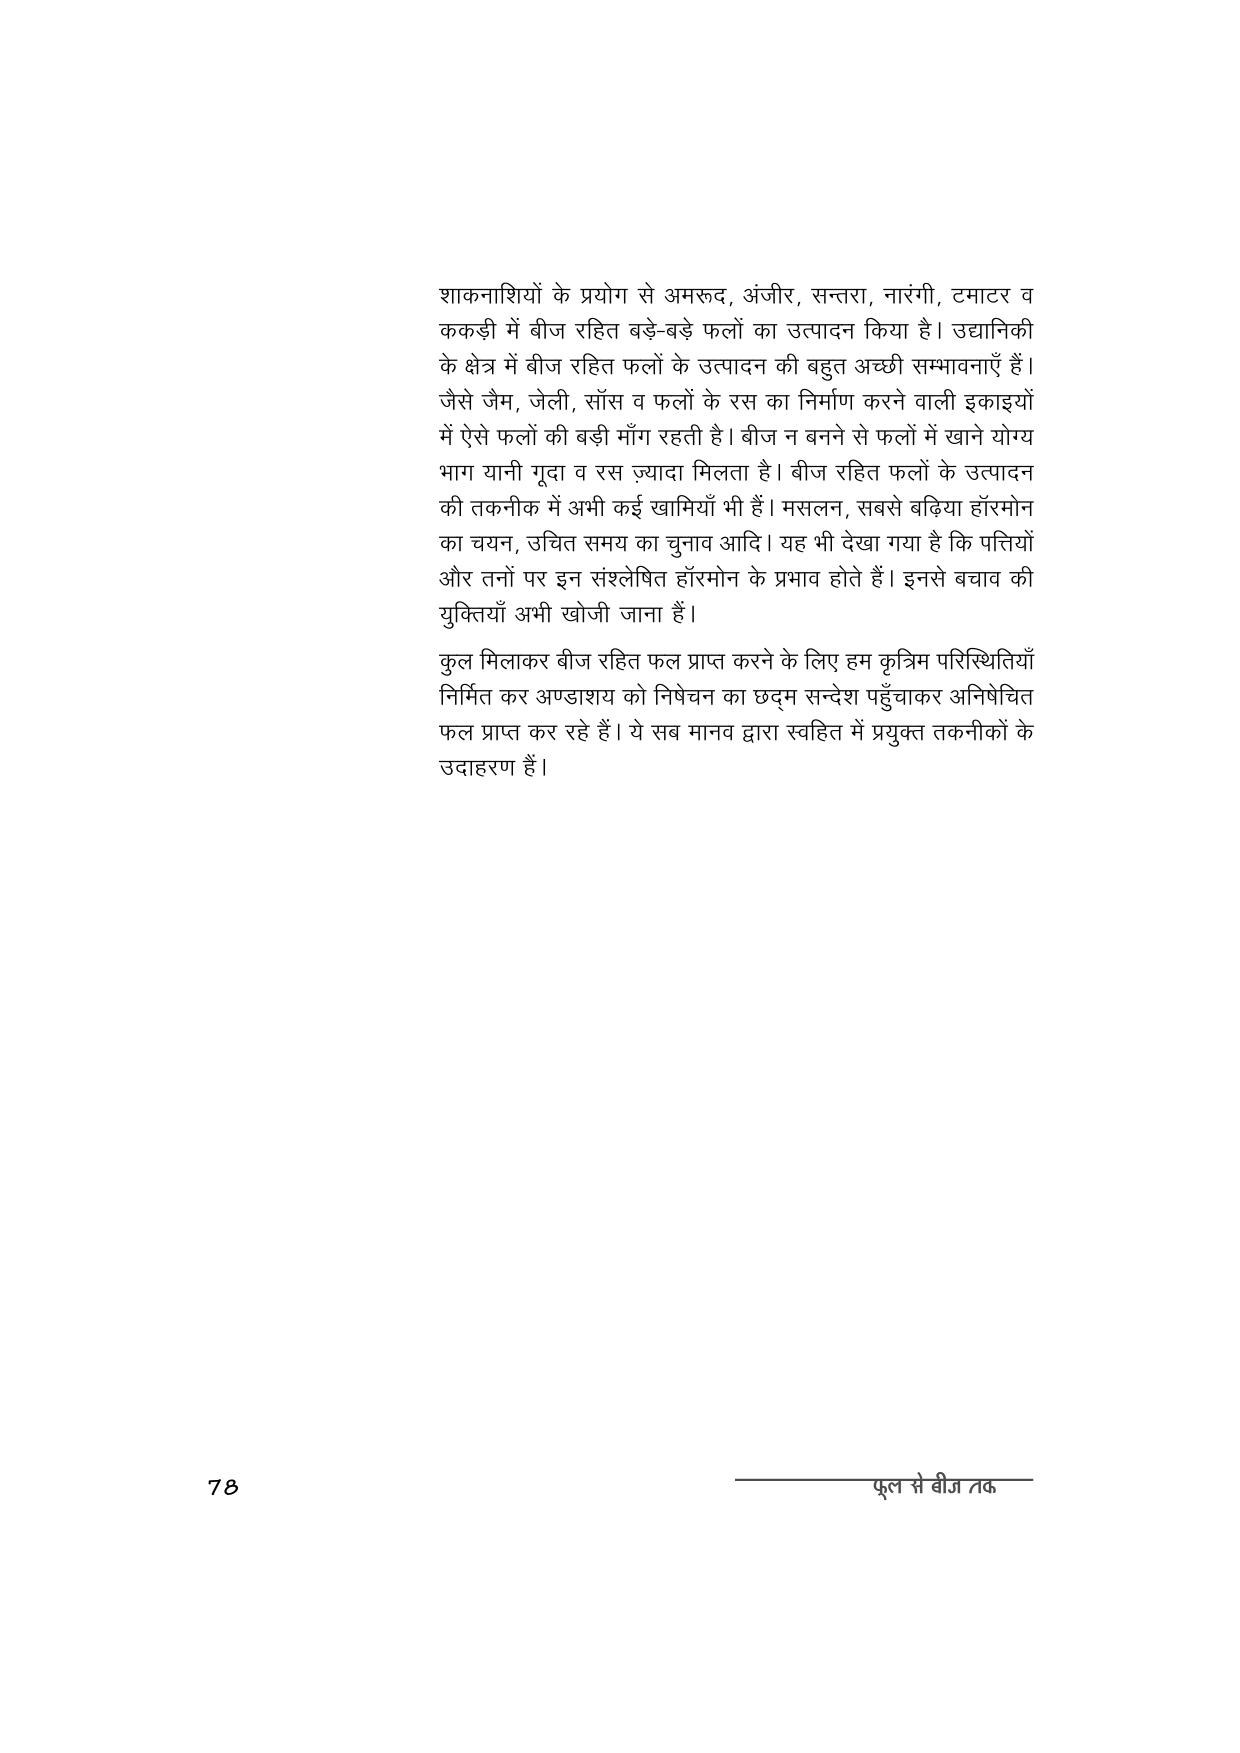 शाकनाशियों के प्रयोग से अमरूद, अंजीर, सन्तरा, नारंगी, टमाटर व
ककड़ी में बीज रहित बड़े-बड़े फलों का उत्पादन किया है। उद्यानिकी
के क्षेत्र में बीज रहित फलों के उत्पादन की बहुत अच्छी सम्भावनाएँ हैं।
जैसे जैम, जेली, सॉस व फलों के रस का निर्माण करने वाली इकाइयों
में ऐसे फलों की बड़ी माँग रहती है। बीज न बनने से फलों में खाने योग्य
भाग यानी गूदा व रस ज़्यादा मिलता है। बीज रहित फलों के उत्पादन
की तकनीक में अभी कई खामियाँ भी हैं। मसलन, सबसे बढ़िया हॉरमोन
का चयन, उचित समय का चुनाव आदि। यह भी देखा गया है कि पत्तियों
और तनों पर इन संश्लेषित हॉरमोन के प्रभाव होते हैं। इनसे बचाव की
युक्तियाँ अभी खोजी जाना हैं।
कुल मिलाकर बीज रहित फल प्राप्त करने के लिए हम कृत्रिम परिस्थितियाँ
निर्मित कर अण्डाशय को निषेचन का छद्‌म सन्देश पहुँचाकर अनिषेचित
फल प्राप्त कर रहे हैं। ये सब मानव द्वारा स्वहित में प्रयुक्त तकनीकों के
उदाहरण हैं।
78
फूल से बीज तक